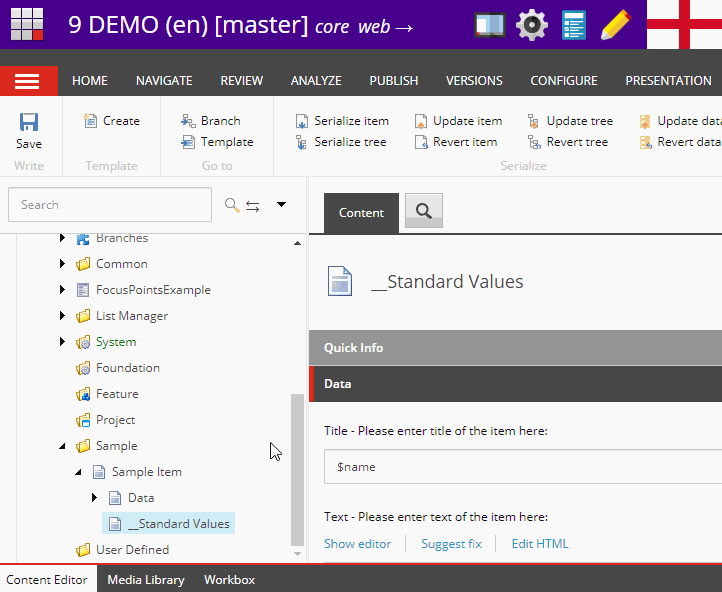 9 DEMO (en) [master] core web→
HOME NAVIGATE REVIEW ANALYZE PUBLISH VERSIONS CONFIGURE PRESENTATION
Create Branch Serialize item Update item Update tree Update data
Save Template Serialize tree Revert item Revert tree Revert data
Write Template Go to Serialize
Search
Content
Branches
Common
FocusPointsExample
List Manager
System
Foundation
Feature
Project
Sample
Sample Item
Data
__Standard Values
User Defined
__Standard Values
Quick Info
Data
Title - Please enter title of the item here:
$name
Text - Please enter text of the item here:
Show editor Suggest fix Edit HTML
Content Editor Media Library Workbox